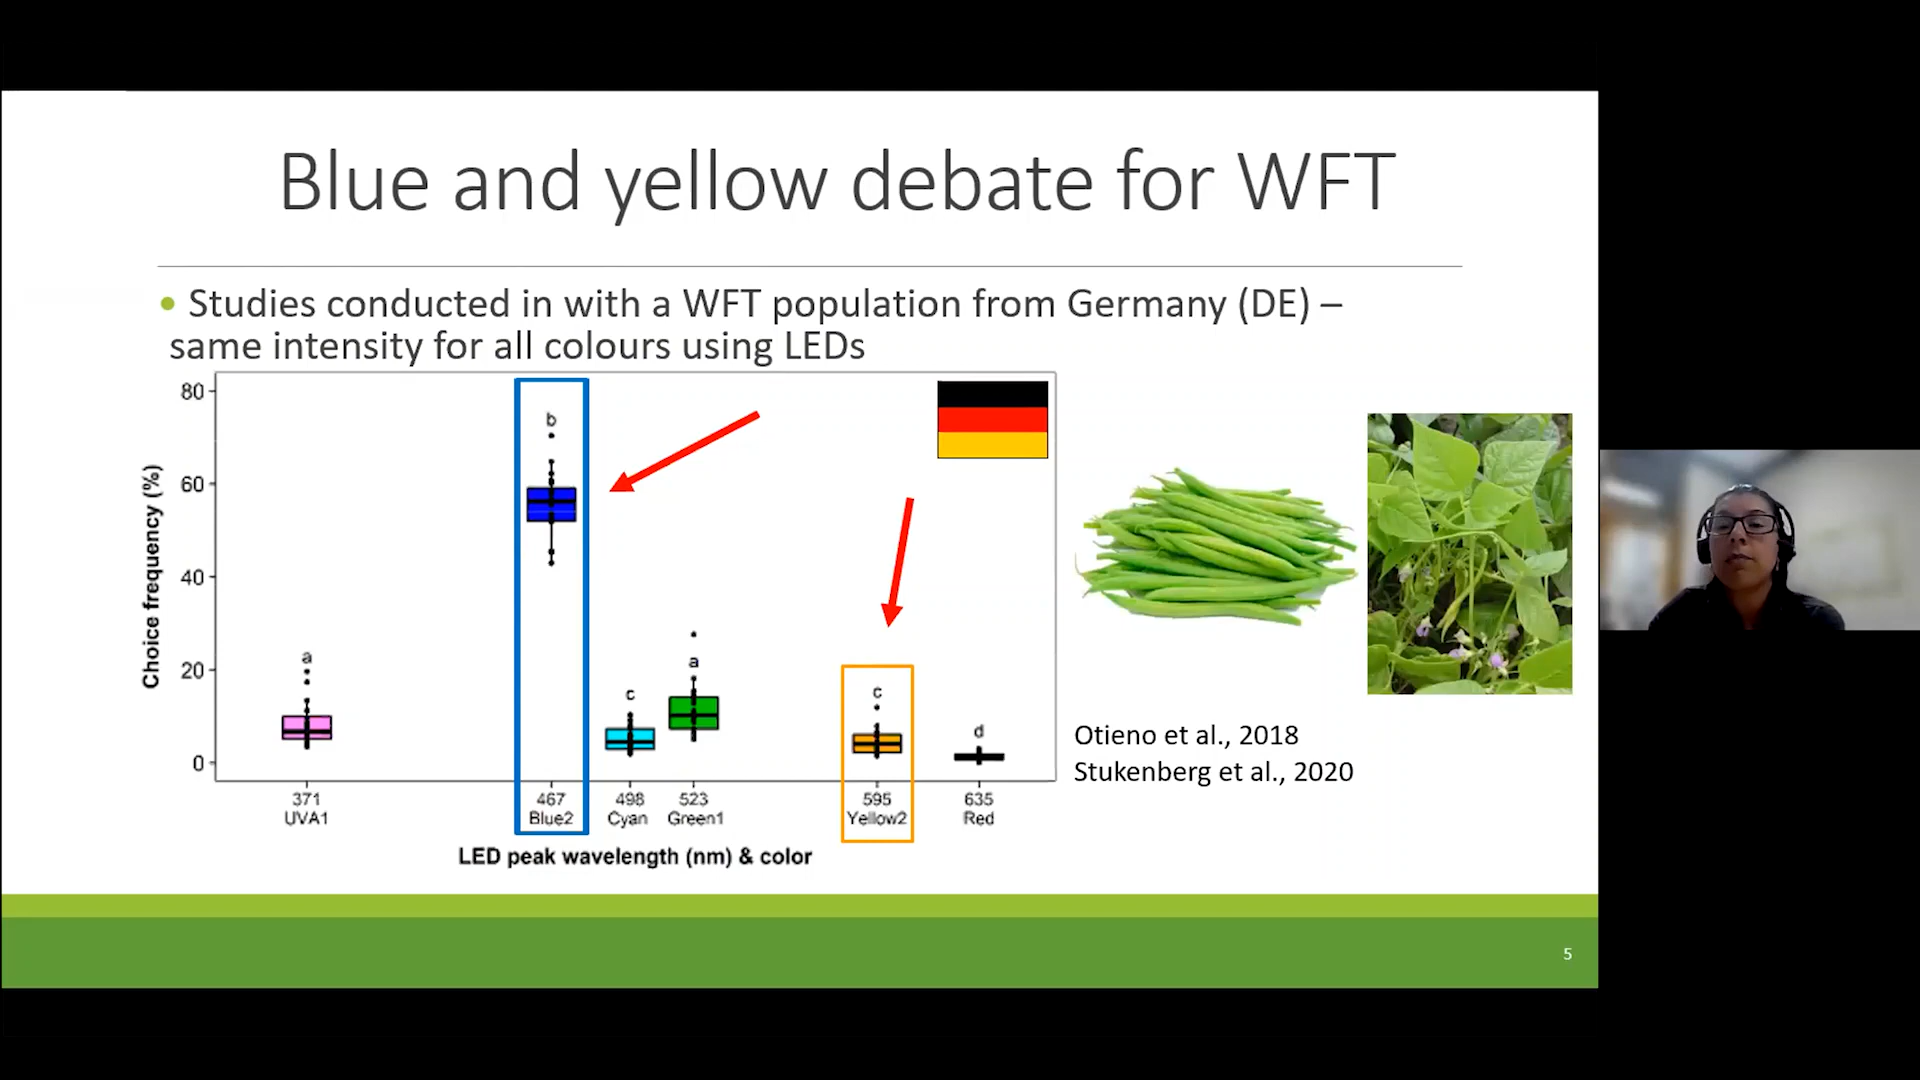 Blue and yellow debate for WFT
• Studies conducted in with a WFT population from Germany (DE) –
same intensity for all colours using LEDs
Choice frequency (%)
80
60
40
20
0
a
b
c
a
c
d
371
UVA1
467
Blue2
498
Cyan
523
Green1
595
Yellow2
635
Red
LED peak wavelength (nm) & color
Otieno et al., 2018
Stukenberg et al., 2020
5